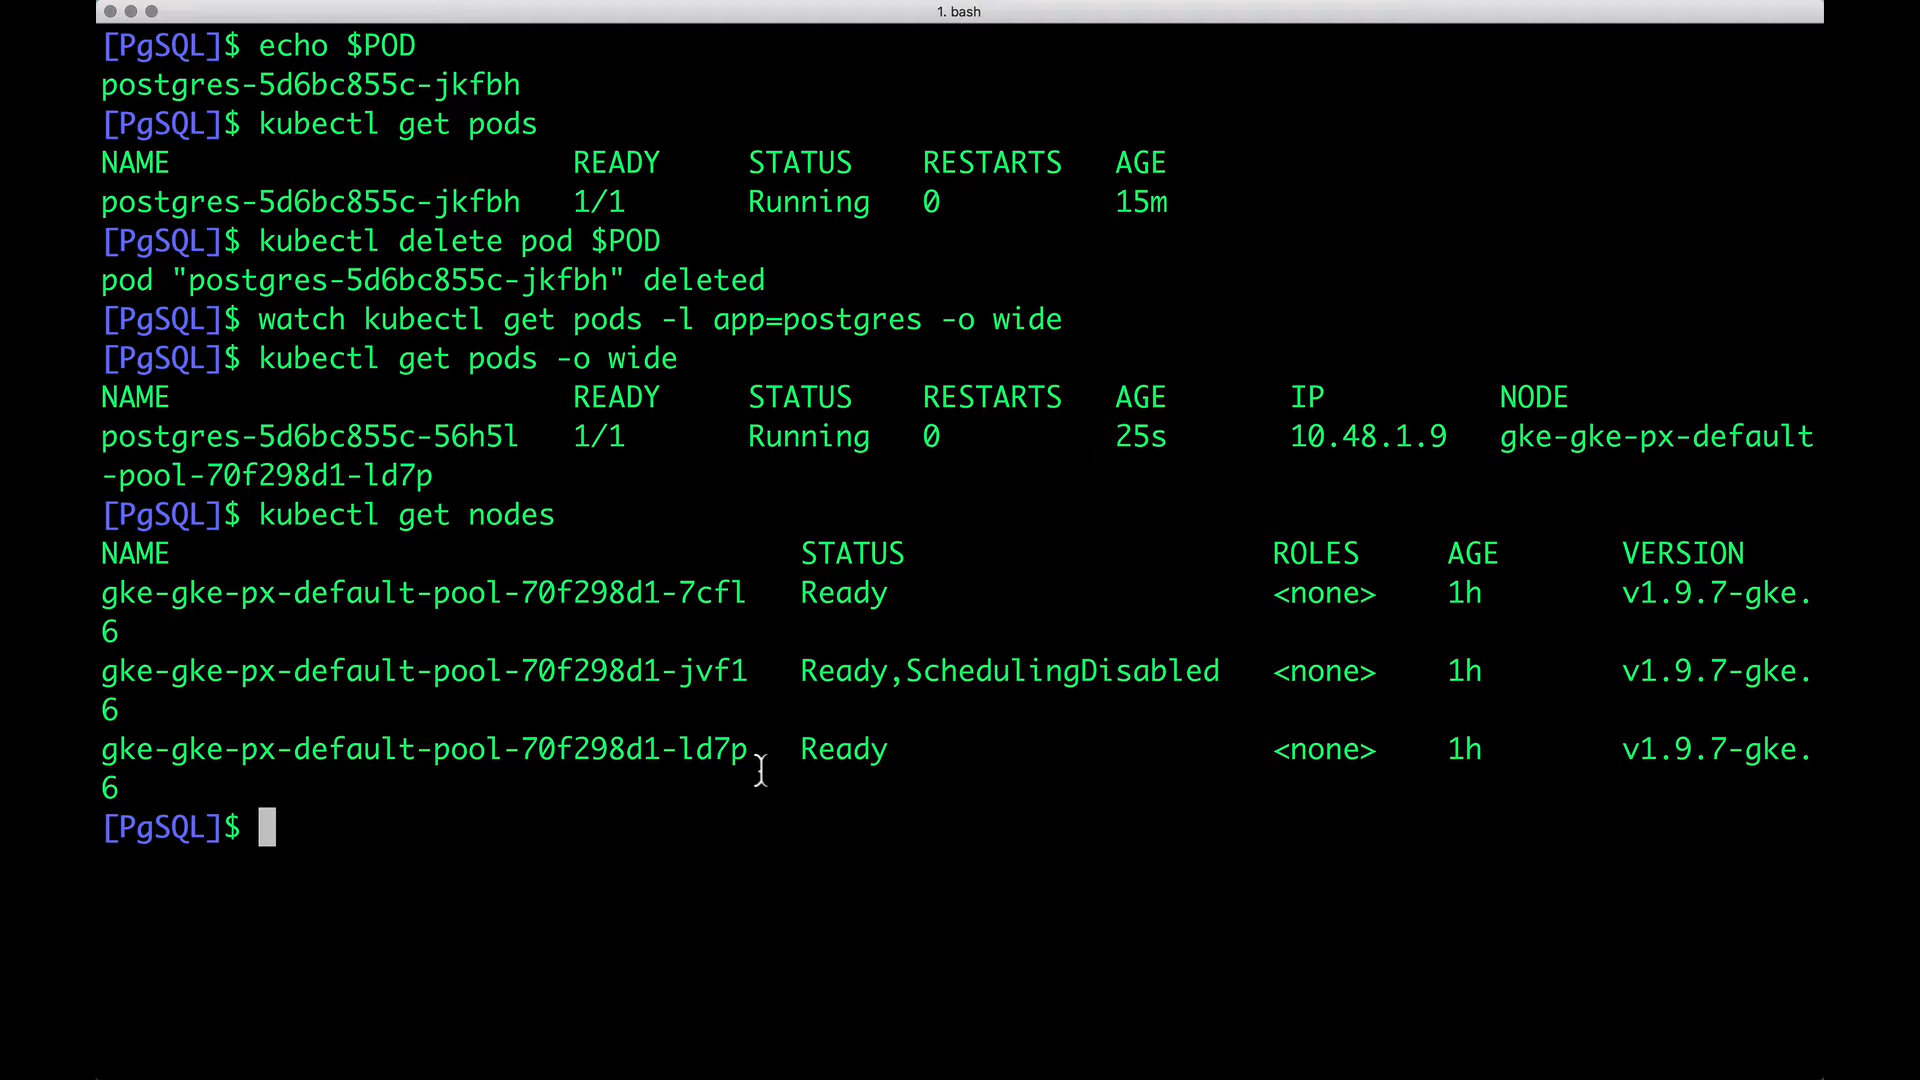 1. bash
[PgSQL]$ echo $POD
postgres-5d6bc855c-jkfbh
[PgSQL]$ kubectl get pods
NAME READY STATUS RESTARTS AGE
postgres-5d6bc855c-jkfbh 1/1 Running 0 15m
[PgSQL]$ kubectl delete pod $POD
pod "postgres-5d6bc855c-jkfbh" deleted
[PgSQL]$ watch kubectl get pods -l app=postgres -o wide
[PgSQL]$ kubectl get pods -o wide
NAME READY STATUS RESTARTS AGE IP NODE
postgres-5d6bc855c-56h5l 1/1 Running 0 25s 10.48.1.9 gke-gke-px-default
-pool-70f298d1-ld7p
[PgSQL]$ kubectl get nodes
NAME STATUS ROLES AGE VERSION
gke-gke-px-default-pool-70f298d1-7cfl Ready <none> 1h v1.9.7-gke.
6
gke-gke-px-default-pool-70f298d1-jvf1 Ready,SchedulingDisabled <none> 1h v1.9.7-gke.
6
gke-gke-px-default-pool-70f298d1-ld7p Ready <none> 1h v1.9.7-gke.
6
[PgSQL]$